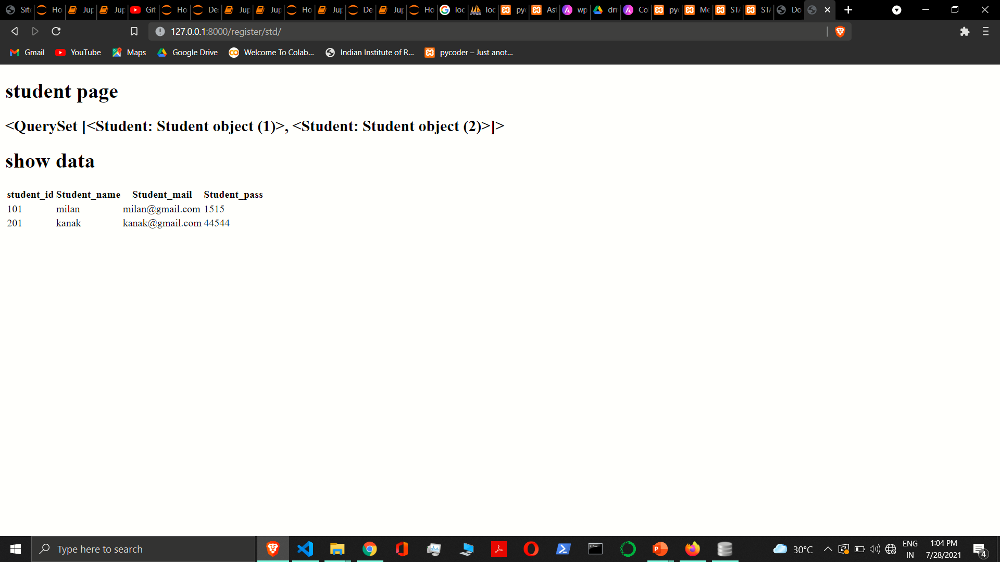 Site Ho Jup Jup Git Ho De Jup Jup Ho Jup De Jup Ho loc loc pyc Ast wp dri Co pyc Me STA STA Do
127.0.0.1:8000/register/std/
Gmail YouTube Maps Google Drive Welcome To Colab... Indian Institute of R... pycoder – Just anot...
student page
<QuerySet [<Student: Student object (1)>, <Student: Student object (2)>]>
show data
student_id Student_name Student_mail Student_pass
101 milan milan@gmail.com 1515
201 kanak kanak@gmail.com 44544
Type here to search
30°C
ENG
IN
1:04 PM
7/28/2021
4